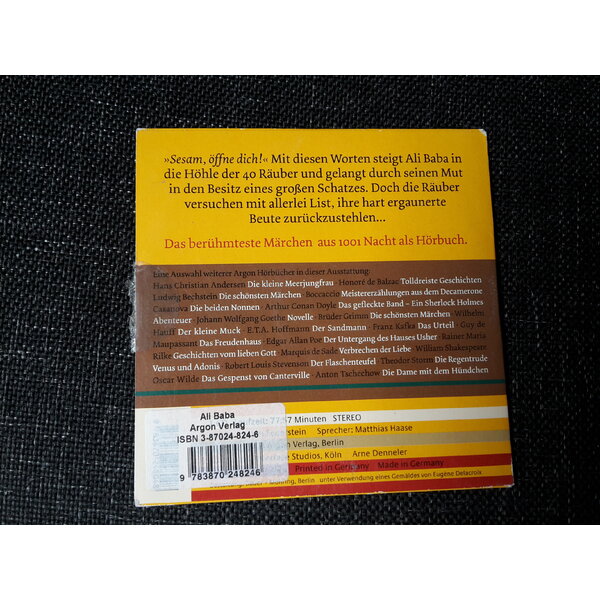 »Sesam, öffne dich!« Mit diesen Worten steigt Ali Baba in
die Höhle der 40 Räuber und gelangt durch seinen Mut
in den Besitz eines großen Schatzes. Doch die Räuber
versuchen mit allerlei List, ihre hart ergaunerte
Beute zurückzustehlen...
Das berühmteste Märchen aus 1001 Nacht als Hörbuch.
Eine Auswahl weiterer Argon Hörbücher in dieser Ausstattung:
Hans Christian Andersen Die kleine Meerjungfrau · Honoré de Balzac Tolldreiste Geschichten
Ludwig Bechstein Die schönsten Märchen · Boccaccio Meistererzählungen aus dem Decamerone
Casanova Die beiden Nonnen · Arthur Conan Doyle Das gefleckte Band – Ein Sherlock Holmes
Abenteuer · Johann Wolfgang Goethe Novelle · Brüder Grimm Die schönsten Märchen · Wilhelm
Hauff Der kleine Muck · E.T.A. Hoffmann Der Sandmann · Franz Kafka Das Urteil · Guy de
Maupassant Das Freudenhaus · Edgar Allan Poe Der Untergang des Hauses Usher · Rainer Maria
Rilke Geschichten vom lieben Gott · Marquis de Sade Verbrechen der Liebe · William Shakespeare
Venus und Adonis · Robert Louis Stevenson Der Flaschenteufel · Theodor Storm Die Regentrude
Oscar Wilde Das Gespenst von Canterville · Anton Tschechow Die Dame mit dem Hündchen
Ali Baba
Argon Verlag
ISBN 3-87024-824-6
9 783870 248246
77:57 Minuten STEREO
Sprecher: Matthias Haase
Verlag, Berlin
Studios, Köln Arne Denneler
Printed in Germany Made in Germany
Berlin unter Verwendung eines Gemäldes von Eugène Delacroix